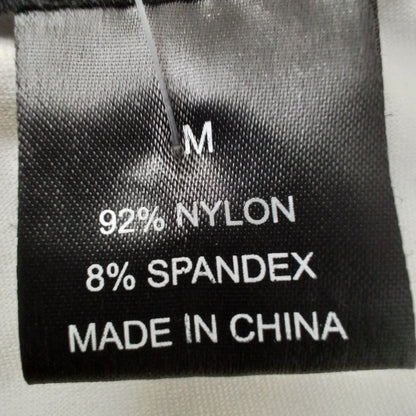 M
92% NYLON
8% SPANDEX
MADE IN CHINA